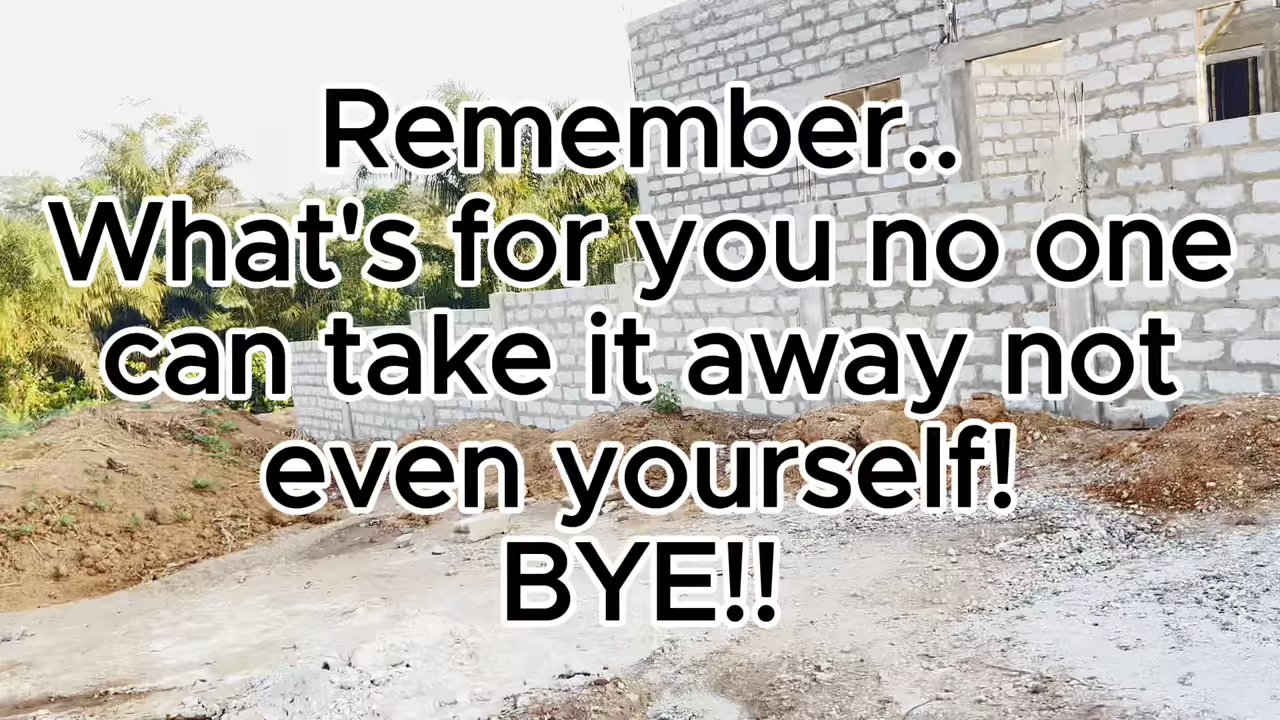 Remember..
What's for you no one
can take it away not
even yourself!
BYE!!